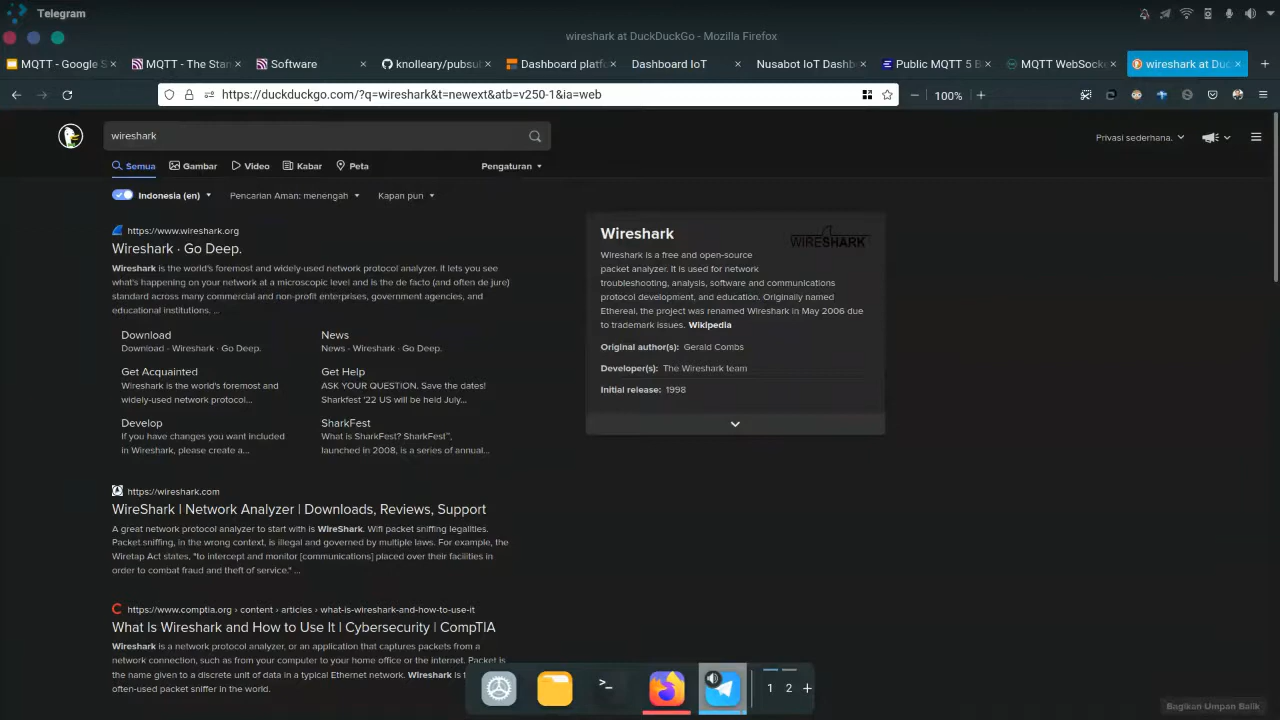 Telegram
wireshark at DuckDuckGo - Mozilla Firefox
MQTT - Google S
MQTT - The Stan
Software
knolleary/pubsu
Dashboard platf
Dashboard IoT
Nusabot IoT Dashb
Public MQTT 5 B
MQTT WebSocke
wireshark at Duc
https://duckduckgo.com/?q=wireshark&t=newext&atb=v250-1&ia=web
100%
wireshark
Privasi sederhana.
Semua
Gambar
Video
Kabar
Peta
Pengaturan
Indonesia (en)
Pencarian Aman: menengah
Kapan pun
https://www.wireshark.org
Wireshark · Go Deep.
Wireshark is the world's foremost and widely-used network protocol analyzer. It lets you see
what's happening on your network at a microscopic level and is the de facto (and often de jure)
standard across many commercial and non-profit enterprises, government agencies, and
educational institutions. ...
Download
Download - Wireshark · Go Deep.
News
News - Wireshark · Go Deep.
Get Acquainted
Wireshark is the world's foremost and
widely-used network protocol...
Get Help
ASK YOUR QUESTION. Save the dates!
Sharkfest '22 US will be held July...
Develop
If you have changes you want included
in Wireshark, please create a...
SharkFest
What is SharkFest? SharkFest™,
launched in 2008, is a series of annual...
https://wireshark.com
WireShark | Network Analyzer | Downloads, Reviews, Support
A great network protocol analyzer to start with is WireShark. Wifi packet sniffing legalities.
Packet sniffing, in the wrong context, is illegal and governed by multiple laws. For example, the
Wiretap Act states, "to intercept and monitor [communications] placed over their facilities in
order to combat fraud and theft of service." ...
https://www.comptia.org › content › articles › what-is-wireshark-and-how-to-use-it
What Is Wireshark and How to Use It | Cybersecurity | CompTIA
Wireshark is a network protocol analyzer, or an application that captures packets from a
network connection, such as from your computer to your home office or the internet. Packet is
the name given to a discrete unit of data in a typical Ethernet network. Wireshark is t
often-used packet sniffer in the world.
Wireshark
WIRESHARK
Wireshark is a free and open-source
packet analyzer. It is used for network
troubleshooting, analysis, software and communications
protocol development, and education. Originally named
Ethereal, the project was renamed Wireshark in May 2006 due
to trademark issues. Wikipedia
Original author(s): Gerald Combs
Developer(s): The Wireshark team
Initial release: 1998
1 2 +
Bagikan Umpan Balik